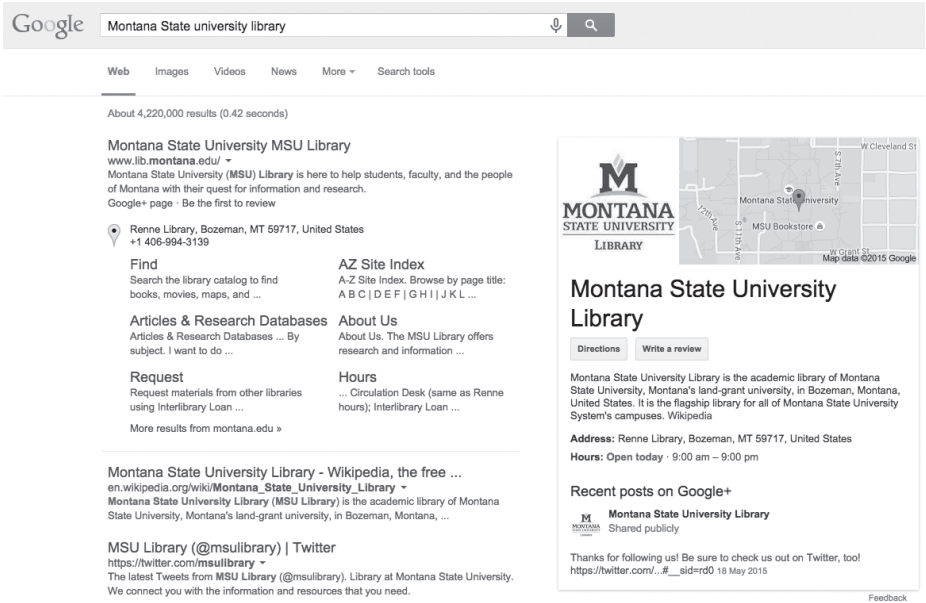 Google
Montana State university library
Web Images Videos News More Search tools
About 4,220,000 results (0.42 seconds)
Montana State University MSU Library
www.lib.montana.edu/
Montana State University (MSU) Library is here to help students, faculty, and the people
of Montana with their quest for information and research.
Google+ page · Be the first to review
Renne Library, Bozeman, MT 59717, United States
+1 406-994-3139
Find
Search the library catalog to find
books, movies, maps, and ...
AZ Site Index
A-Z Site Index. Browse by page title:
A B C | D E F | G H I | J K L ...
Articles & Research Databases
Articles & Research Databases ... By
subject. I want to do ...
About Us
About Us. The MSU Library offers
research and information ...
Request
Request materials from other libraries
using Interlibrary Loan ...
Hours
... Circulation Desk (same as Renne
hours); Interlibrary Loan ...
More results from montana.edu »
Montana State University Library - Wikipedia, the free ...
en.wikipedia.org/wiki/Montana_State_University_Library
Montana State University Library (MSU Library) is the academic library of Montana
State University, Montana's land-grant university, in Bozeman, Montana, ...
MSU Library (@msulibrary) | Twitter
https://twitter.com/msulibrary
The latest Tweets from MSU Library (@msulibrary). Library at Montana State University.
We connect you with the information and resources that you need.
M
MONTANA
STATE UNIVERSITY
LIBRARY
W Cleveland St
S 7th Ave
Montana State University
12th Ave
S 11th Ave
MSU Bookstore
W Grant St
Map data ©2015 Google
Montana State University
Library
Directions Write a review
Montana State University Library is the academic library of Montana
State University, Montana's land-grant university, in Bozeman, Montana,
United States. It is the flagship library for all of Montana State University
System's campuses. Wikipedia
Address: Renne Library, Bozeman, MT 59717, United States
Hours: Open today · 9:00 am – 9:00 pm
Recent posts on Google+
M
MONTANA
Montana State University Library
Shared publicly
Thanks for following us! Be sure to check us out on Twitter, too!
https://twitter.com/...#__sid=rd0 18 May 2015
Feedback